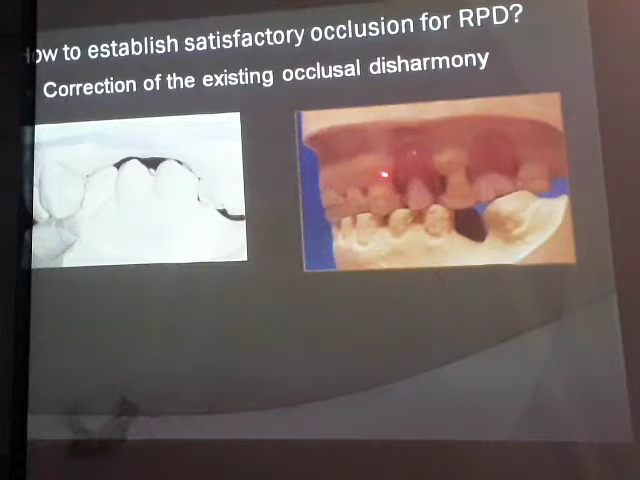 ow to establish satisfactory occlusion for RPD?
Correction of the existing occlusal disharmony